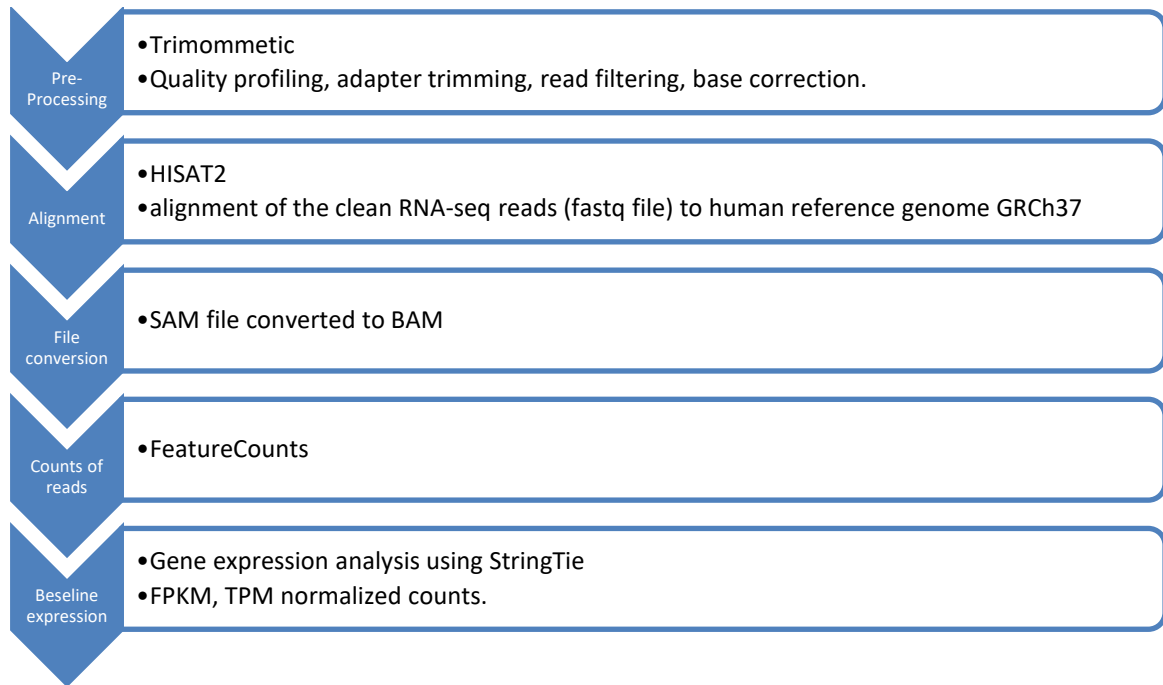 Pre-
Processing
•Trimommetic
•Quality profiling, adapter trimming, read filtering, base correction.
Alignment
•HISAT2
•alignment of the clean RNA-seq reads (fastq file) to human reference genome GRCh37
File
conversion
•SAM file converted to BAM
Counts of
reads
•FeatureCounts
Beseline
expression
•Gene expression analysis using StringTie
•FPKM, TPM normalized counts.